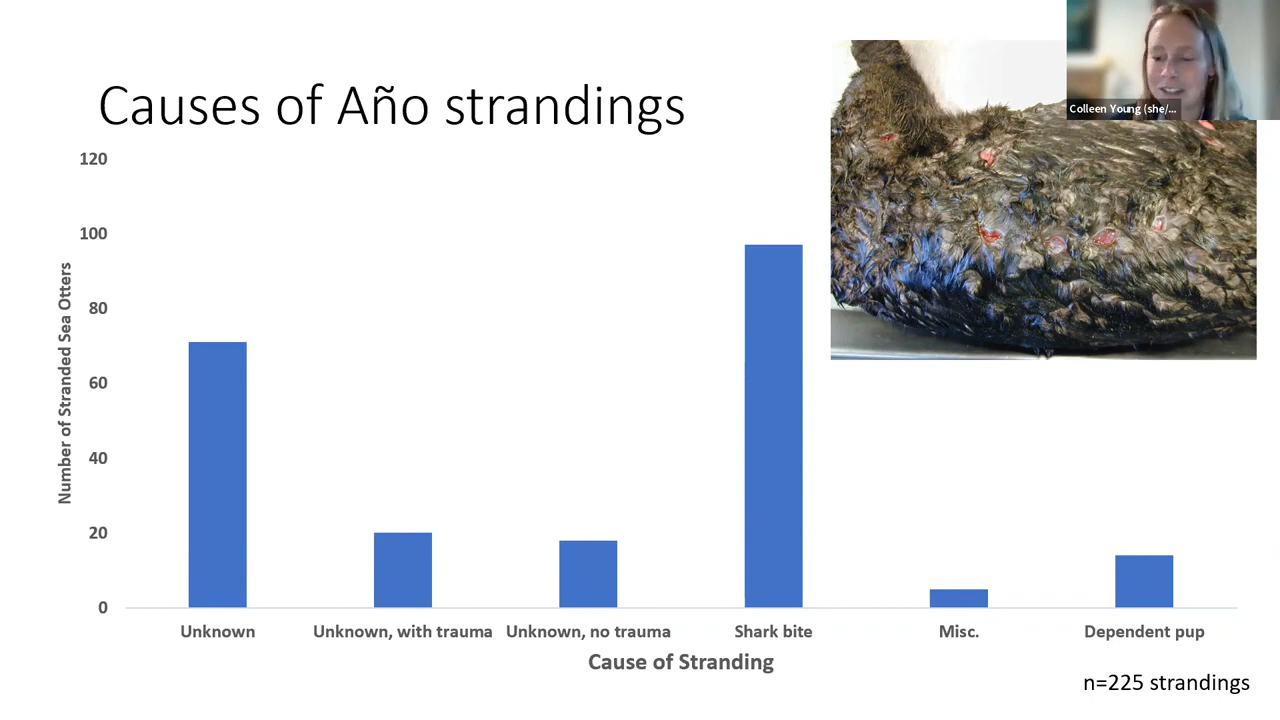 Causes of Año strandings
Colleen Young (she/...
120
100
80
60
40
20
0
Number of Stranded Sea Otters
Unknown
Unknown, with trauma
Unknown, no trauma
Shark bite
Misc.
Dependent pup
Cause of Stranding
n=225 strandings